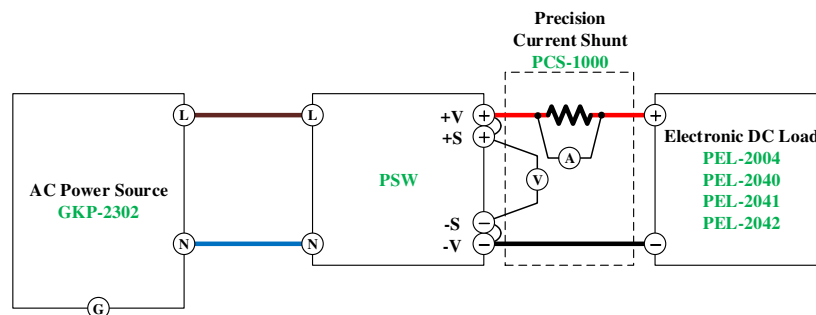 Precision
Current Shunt
PCS-1000
L
L
+V
+
+
+S
+
A
Electronic DC Load
PEL-2004
PEL-2040
PEL-2041
PEL-2042
AC Power Source
GKP-2302
PSW
V
-S
−
N
N
-V
−
−
G